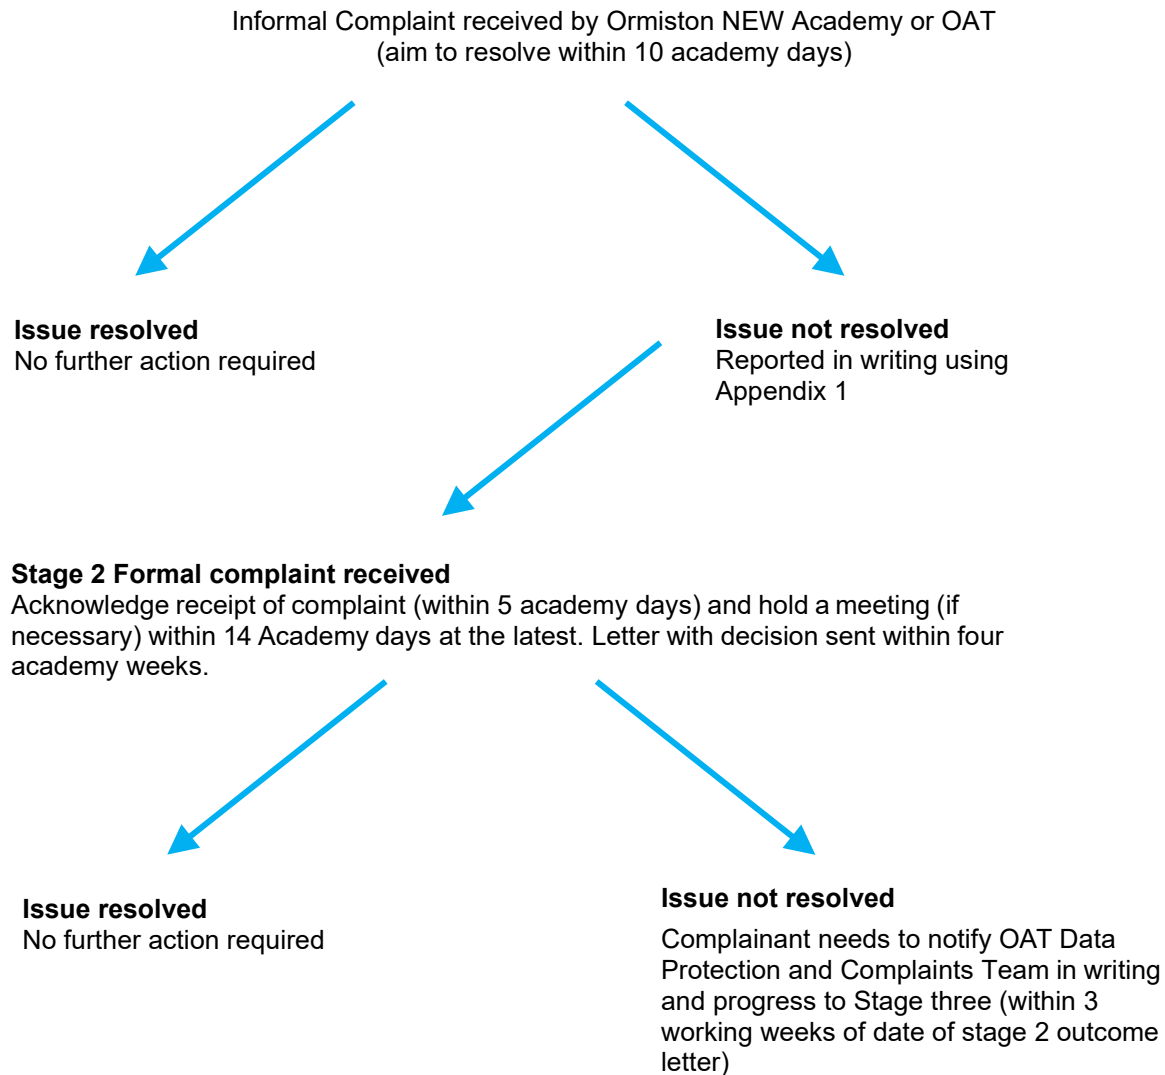 Informal Complaint received by Ormiston NEW Academy or OAT
(aim to resolve within 10 academy days)
Issue resolved
No further action required
Issue not resolved
Reported in writing using
Appendix 1
Stage 2 Formal complaint received
Acknowledge receipt of complaint (within 5 academy days) and hold a meeting (if
necessary) within 14 Academy days at the latest. Letter with decision sent within four
academy weeks.
Issue resolved
No further action required
Issue not resolved
Complainant needs to notify OAT Data
Protection and Complaints Team in writing
and progress to Stage three (within 3
working weeks of date of stage 2 outcome
letter)